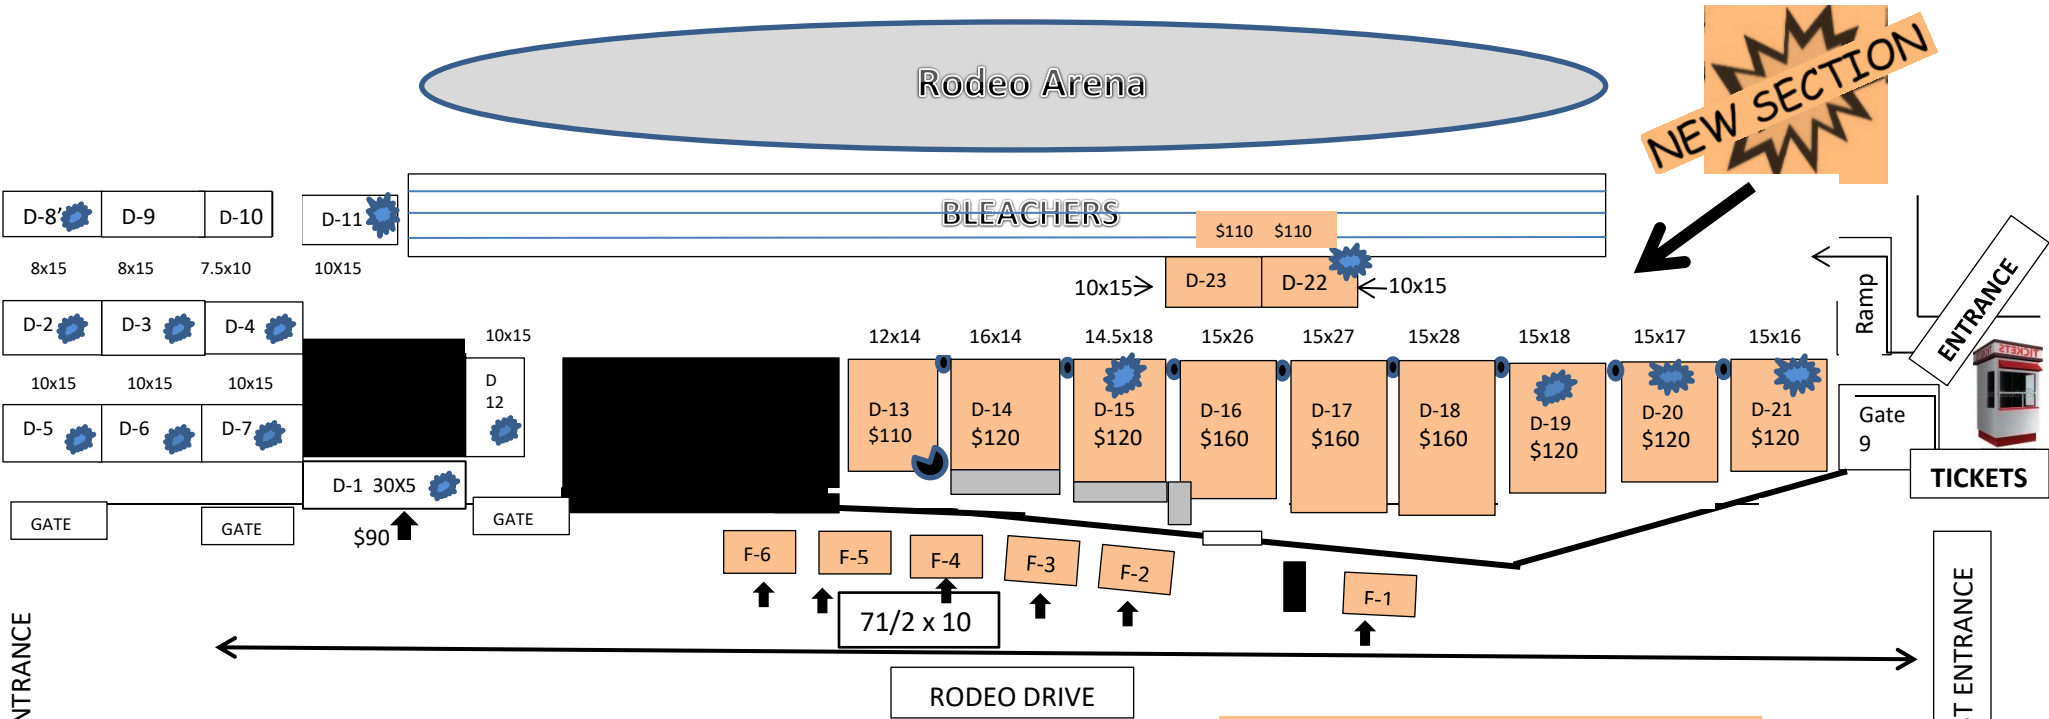 Rodeo Arena
NEW SECTION
BLEACHERS
$110 $110
D-8'
D-9
D-10
D-11
8x15
8x15
7.5x10
10X15
10x15
D-23
D-22
10x15
Ramp
ENTRANCE
TICKETS
D-2
D-3
D-4
10x15
12x14
16x14
14.5x18
15x26
15x27
15x28
15x18
15x17
15x16
10x15
10x15
10x15
D
12
D-5
D-6
D-7
D-13
$110
D-14
$120
D-15
$120
D-16
$160
D-17
$160
D-18
$160
D-19
$120
D-20
$120
D-21
$120
Gate
9
TICKETS
D-1 30X5
GATE
GATE
$90
GATE
F-6
F-5
F-4
F-3
F-2
F-1
71/2 x 10
RODEO DRIVE
NTRANCE
T ENTRANCE